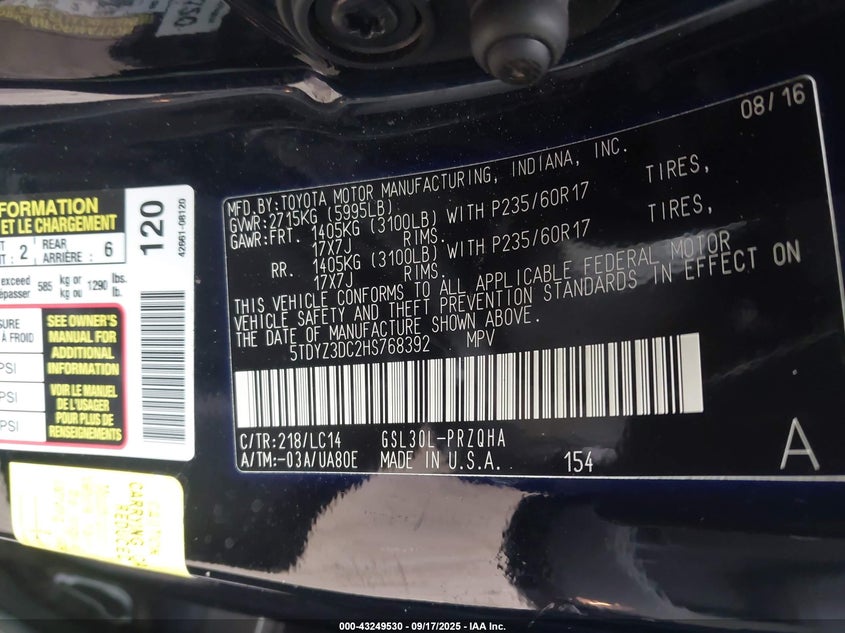 08/16
MFD.BY:TOYOTA MOTOR MANUFACTURING, INDIANA, INC.
GVWR:2715KG (5995LB)
GAWR:FRT. 1405KG (3100LB) WITH P235/60R17 TIRES,
17X7J RIMS.
RR. 1405KG (3100LB) WITH P235/60R17 TIRES,
17X7J RIMS.
THIS VEHICLE CONFORMS TO ALL APPLICABLE FEDERAL MOTOR
VEHICLE SAFETY AND THEFT PREVENTION STANDARDS IN EFFECT ON
THE DATE OF MANUFACTURE SHOWN ABOVE.
5TDYZ3DC2HS768392 MPV
C/TR:218/LC14 GSL30L-PRZQHA
A/TM:-03A/UA80E MADE IN U.S.A. 154
A
FORMATION
ET LE CHARGEMENT
2 REAR ARRIÈRE : 6
exceed 585 kg or 1290 lbs.
kg ou lb.
À FROID
PSI
PSI
SEE OWNER'S
MANUAL FOR
ADDITIONAL
INFORMATION
VOIR LE MANUEL
DE L'USAGER
POUR PLUS DE
RENSEIGNEMENTS
120
42661-08120
000-43249530 - 09/17/2025 - IAA Inc.